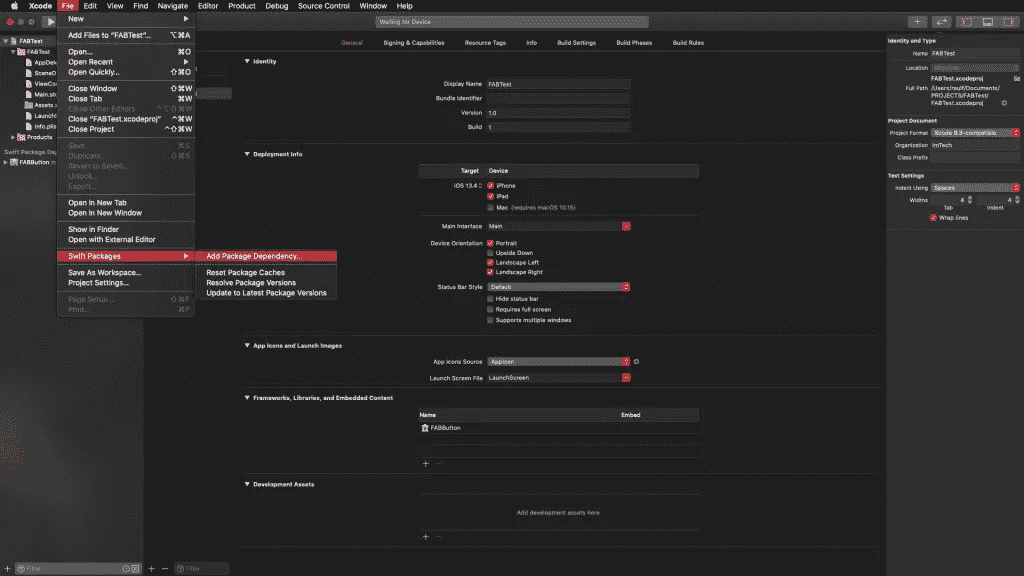 Xcode File Edit View Find Navigate Editor Product Debug Source Control Window Help
Waiting for Device
New
Add Files to "FABTest"... ⌥⌘A
Open... ⌘O
Open Recent
Open Quickly... ⇧⌘O
Close Window ⇧⌘W
Close Tab ⌘W
Close Other Editors
Close "FABTest.xcodeproj" ^⌘W
Close Project ^⇧⌘W
Save ⌘S
Duplicate... ⇧⌘S
Revert to Saved...
Unlock...
Export...
Open in New Tab
Open in New Window
Show in Finder
Open with External Editor
Swift Packages
Save As Workspace...
Project Settings...
Page Setup... ⇧⌘P
Print... ⌘P
Add Package Dependency...
Reset Package Caches
Resolve Package Versions
Update to Latest Package Versions
FABTest
FABTest
AppDel
SceneD
ViewCo
Main.sto
Assets.x
Launch
Info.plis
Products
Swift Package De
FABButton
Filter
Filter
General Signing & Capabilities Resource Tags Info Build Settings Build Phases Build Rules
Identity
Display Name FABTest
Bundle Identifier
Version 1.0
Build 1
Deployment Info
Target Device
iOS 13.4 iPhone
iPad
Mac (requires macOS 10.15)
Main Interface Main
Device Orientation Portrait
Upside Down
Landscape Left
Landscape Right
Status Bar Style Default
Hide status bar
Requires full screen
Supports multiple windows
App Icons and Launch Images
App Icons Source AppIcon
Launch Screen File LaunchScreen
Frameworks, Libraries, and Embedded Content
Name Embed
FABButton
+ −
Development Assets
Add development assets here
+ −
Identity and Type
Name FABTest
Location
FABTest.xcodeproj
Full Path /Users/raulf/Documents/
PROJECTS/FABTest/
FABTest.xcodeproj
Project Document
Project Format Xcode 9.3-compatible
Organization ImTech
Class Prefix
Text Settings
Indent Using Spaces
Widths 4 4
Tab Indent
Wrap lines